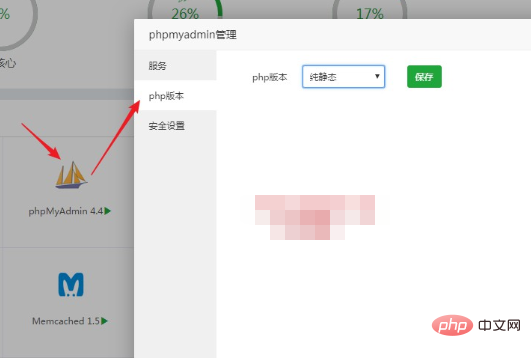 %
26%
17%
核心
phpmyadmin管理
服务
php版本
安全设置
php版本
纯静态
保存
phpMyAdmin 4.4
Memcached 1.5
php 中文网